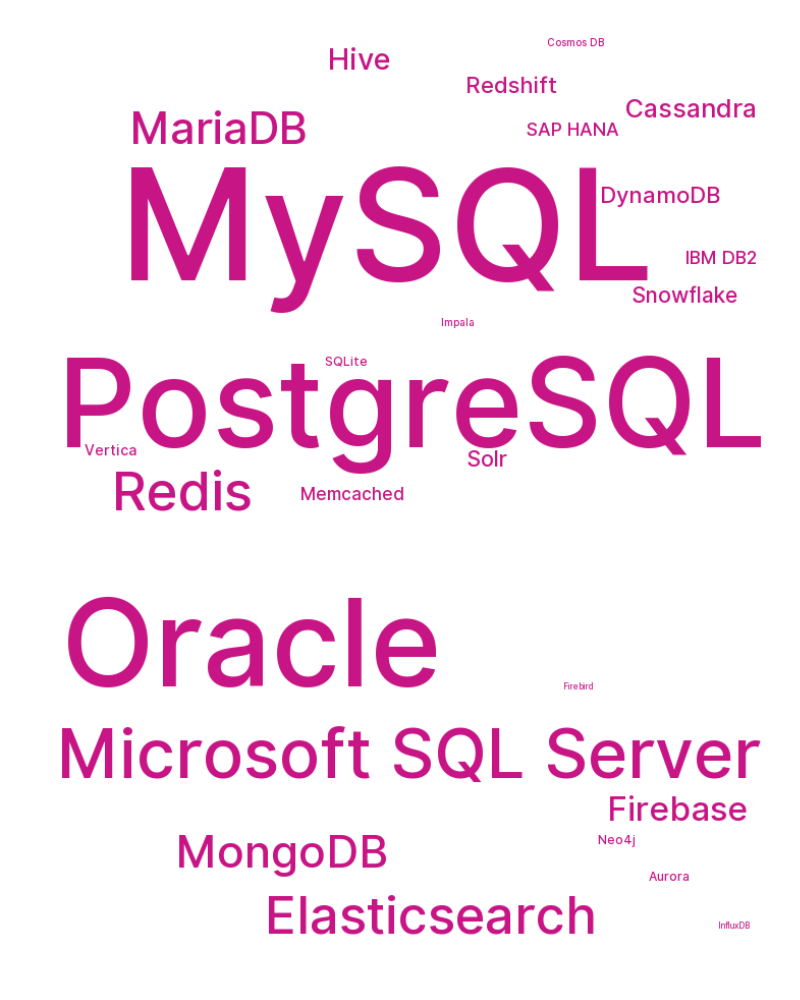 Cosmos DB
Hive
Redshift
Cassandra
MariaDB
SAP HANA
MySQL
DynamoDB
IBM DB2
Snowflake
Impala
SQLite
PostgreSQL
Vertica
Solr
Redis
Memcached
Oracle
Firebird
Microsoft SQL Server
Firebase
Neo4j
MongoDB
Aurora
Elasticsearch
InfluxDB